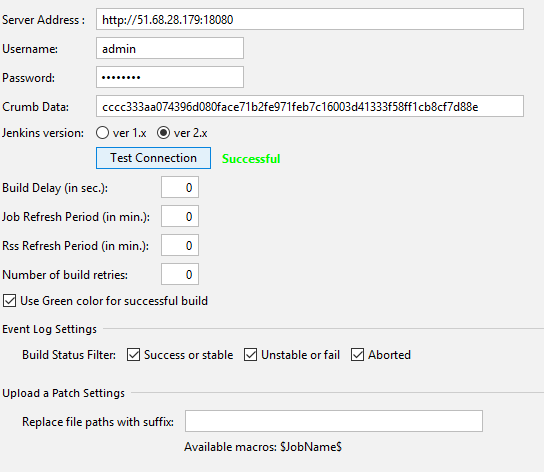 Server Address : http://51.68.28.179:18080
Username: admin
Password: ••••••••
Crumb Data: cccc333aa074396d080face71b2fe971feb7c16003d41333f58ff1cb8cf7d88e
Jenkins version: ver 1.x ver 2.x
Test Connection Successful
Build Delay (in sec.): 0
Job Refresh Period (in min.): 0
Rss Refresh Period (in min.): 0
Number of build retries: 0
Use Green color for successful build
Event Log Settings
Build Status Filter: Success or stable Unstable or fail Aborted
Upload a Patch Settings
Replace file paths with suffix:
Available macros: $JobName$